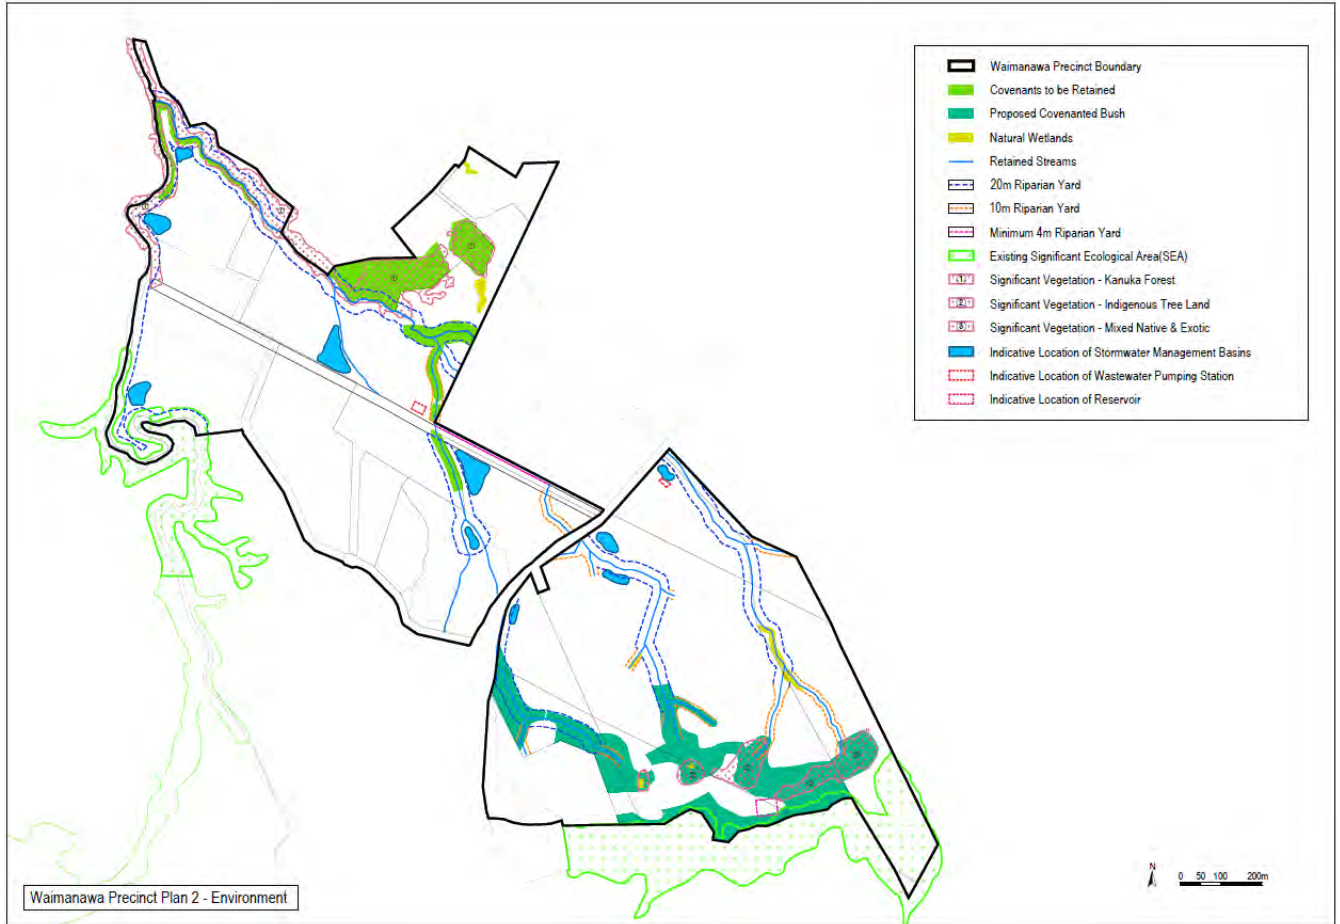 Waimanawa Precinct Boundary
Covenants to be Retained
Proposed Covenanted Bush
Natural Wetlands
Retained Streams
20m Riparian Yard
10m Riparian Yard
Minimum 4m Riparian Yard
Existing Significant Ecological Area(SEA)
1 Significant Vegetation - Kanuka Forest
2 Significant Vegetation - Indigenous Tree Land
3 Significant Vegetation - Mixed Native & Exotic
Indicative Location of Stormwater Management Basins
Indicative Location of Wastewater Pumping Station
Indicative Location of Reservoir
N
0 50 100 200m
Waimanawa Precinct Plan 2 - Environment